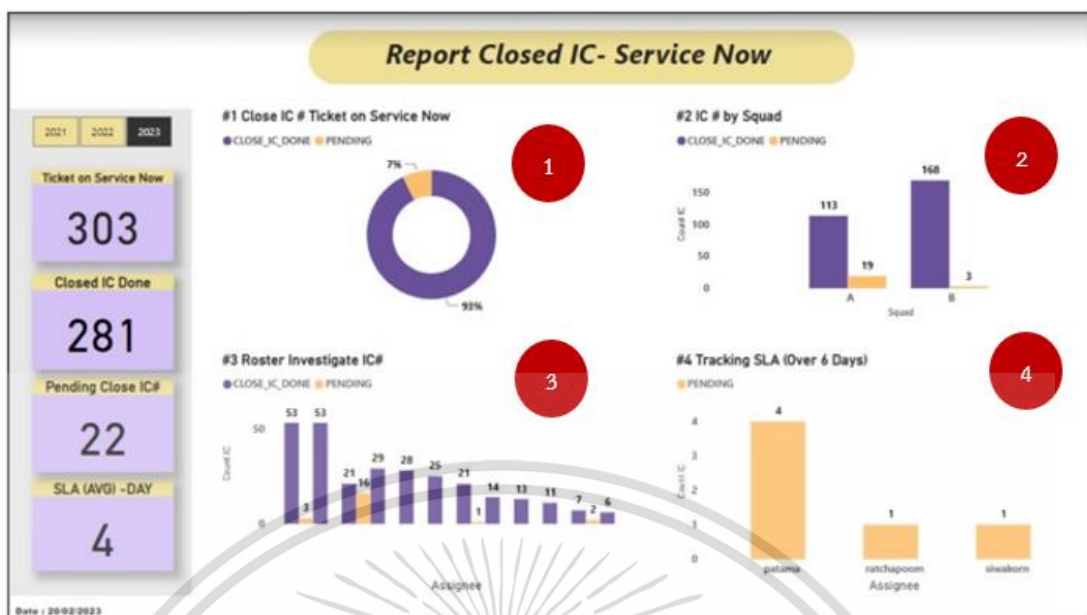 Report Closed IC- Service Now
2021 2022 2023
Ticket on Service Now
303
Closed IC Done
281
Pending Close IC#
22
SLA (AVG) -DAY
4
Date : 20/02/2023
#1 Close IC # Ticket on Service Now
CLOSE_IC_DONE PENDING
7%
93%
1
#2 IC # by Squad
CLOSE_IC_DONE PENDING
2
Count IC
150
100
50
0
113
19
168
3
A B
Squad
#3 Roster Investigate IC#
CLOSE_IC_DONE PENDING
3
Count IC
50
0
53 3 53 21 16 29 28 25 21 1 14 13 11 7 2 6
Assignee
#4 Tracking SLA (Over 6 Days)
PENDING
4
Count IC
4
3
2
1
0
4 1 1
patama ratchapoom siwakorn
Assignee